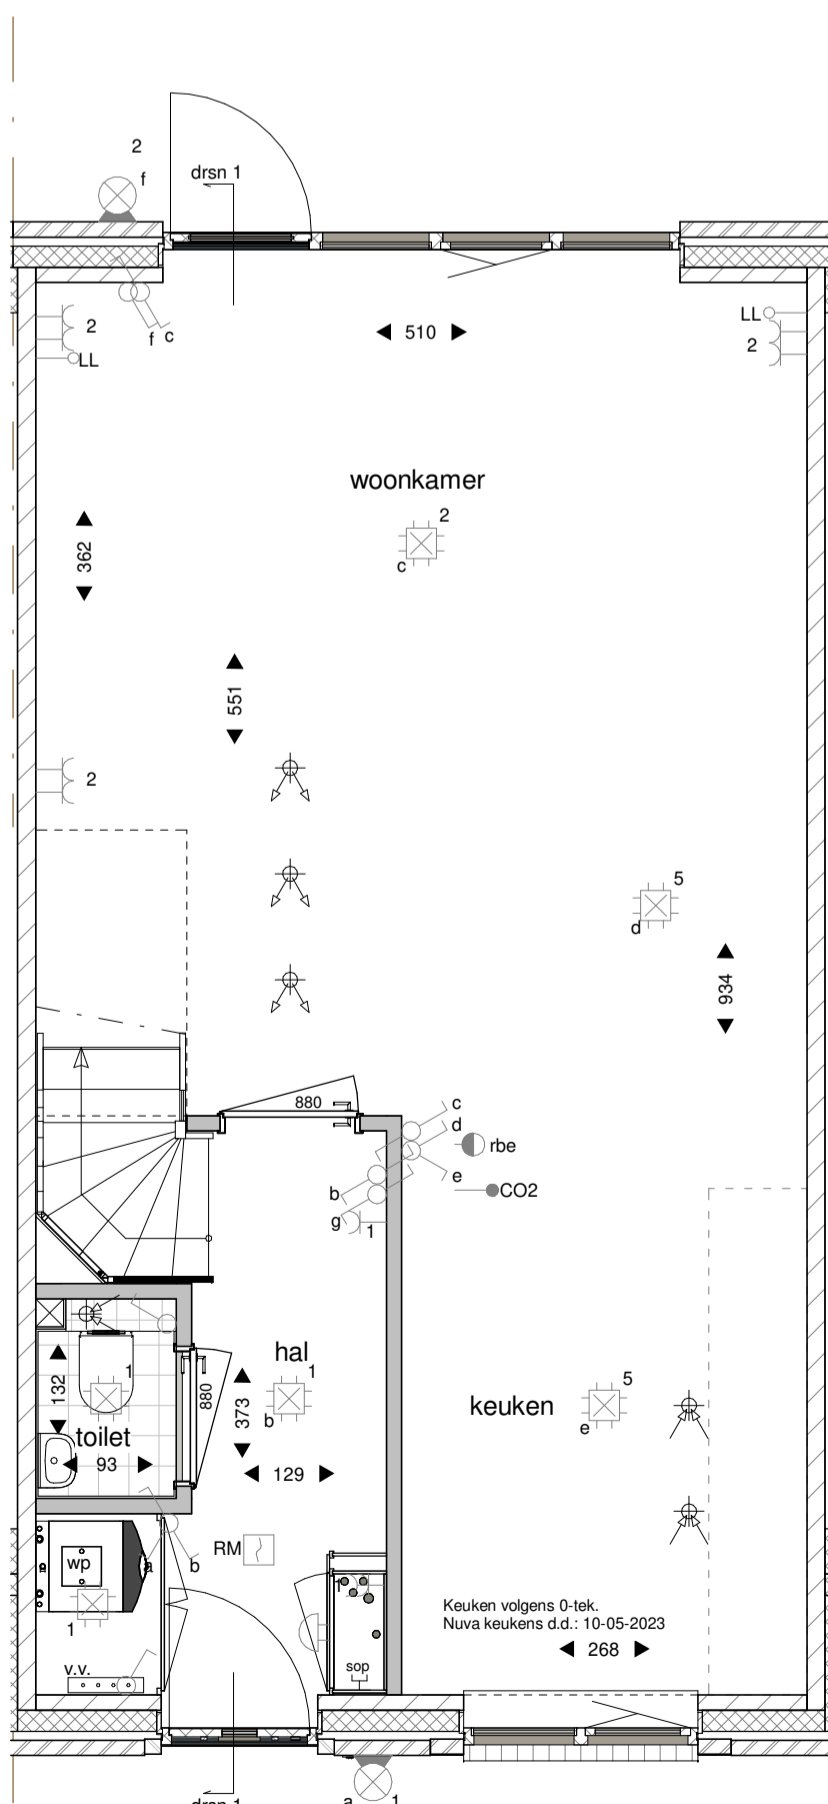 2
f
drsn 1
2
f c
LL
510
LL
2
woonkamer
2
c
362
551
2
5
d
934
880
c
d
rbe
e
CO2
b
g
1
hal
1
b
880
373
129
1
132
toilet
93
keuken
5
e
wp
a
b
RM
1
v.v.
sop
Keuken volgens 0-tek.
Nuva keukens d.d.: 10-05-2023
268
drsn 1
a
1